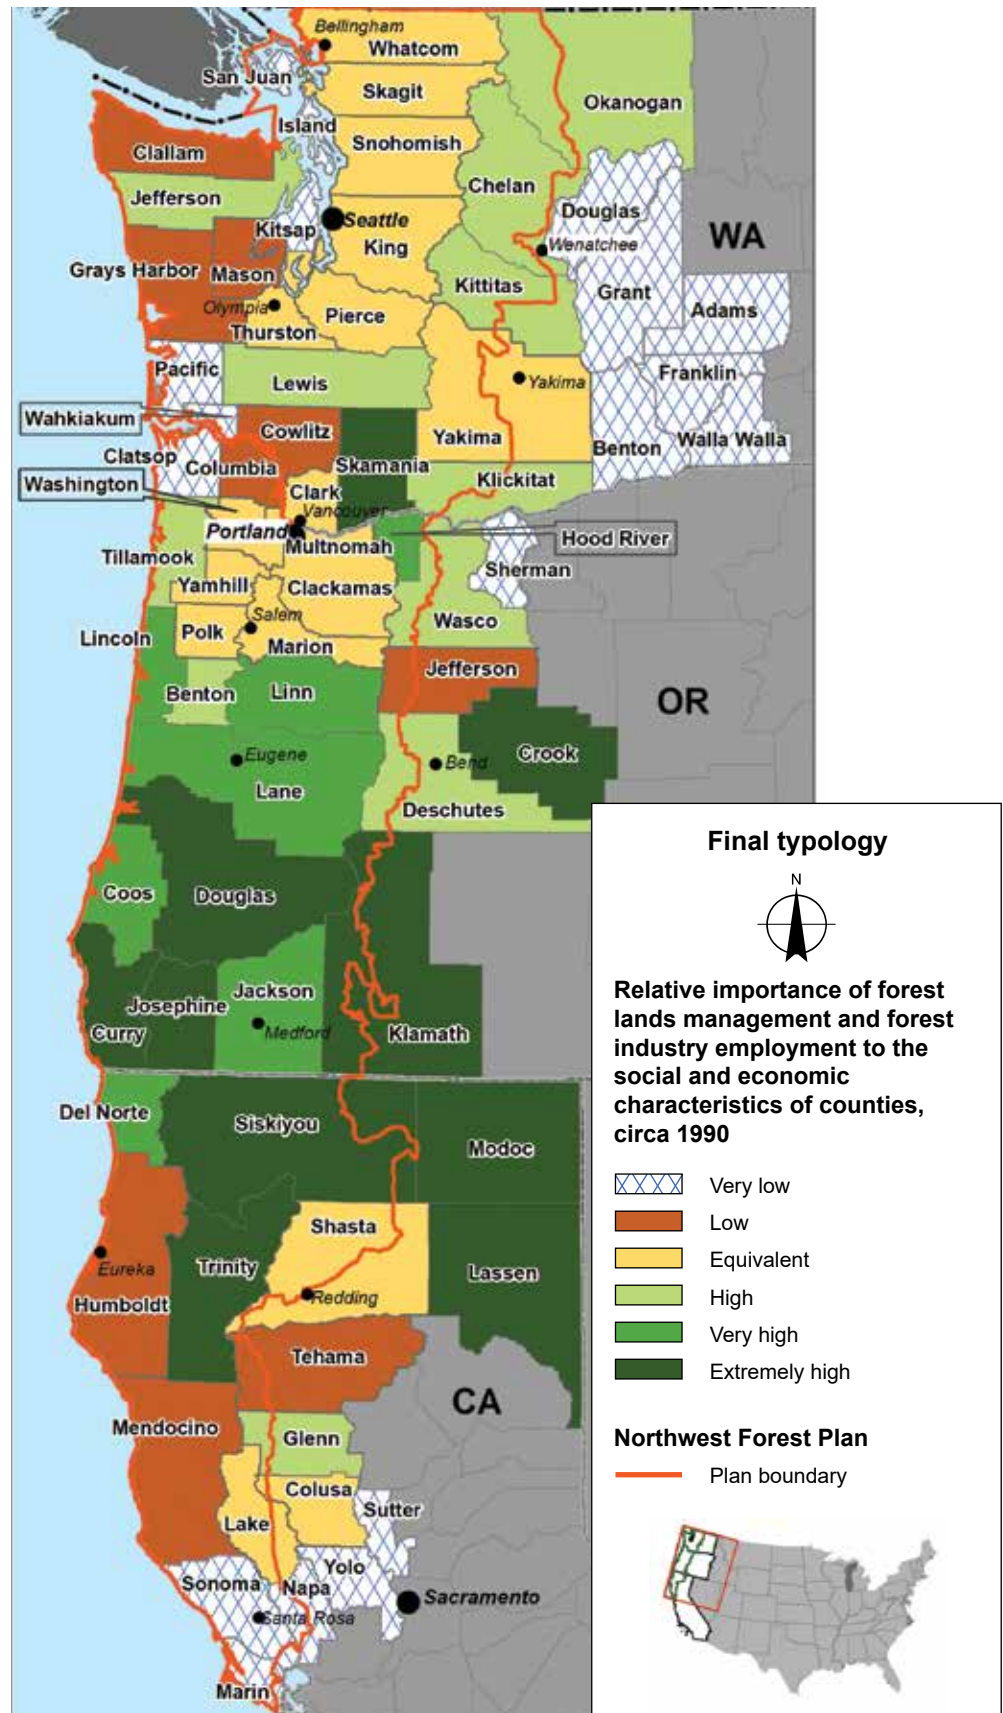 Bellingham
Whatcom
San Juan
Skagit
Okanogan
Island
Snohomish
Clallam
Chelan
Jefferson
Douglas
Seattle
Kitsap
WA
King
Wenatchee
Grays Harbor
Mason
Kittitas
Grant
Olympia
Adams
Pierce
Thurston
Pacific
Lewis
Franklin
Yakima
Wahkiakum
Cowlitz
Yakima
Benton
Walla Walla
Clatsop
Columbia
Skamania
Washington
Clark
Klickitat
Vancouver
Portland
Hood River
Multnomah
Tillamook
Sherman
Yamhill
Clackamas
Salem
Wasco
Lincoln
Polk
Marion
Jefferson
Benton
Linn
OR
Eugene
Crook
Bend
Lane
Deschutes
Coos
Douglas
Jackson
Josephine
Curry
Medford
Klamath
Del Norte
Siskiyou
Modoc
Shasta
Trinity
Eureka
Lassen
Humboldt
Redding
Tehama
CA
Mendocino
Glenn
Colusa
Sutter
Lake
Yolo
Sonoma
Napa
Sacramento
Santa Rosa
Marin
Final typology
N
Relative importance of forest
lands management and forest
industry employment to the
social and economic
characteristics of counties,
circa 1990
Very low
Low
Equivalent
High
Very high
Extremely high
Northwest Forest Plan
Plan boundary